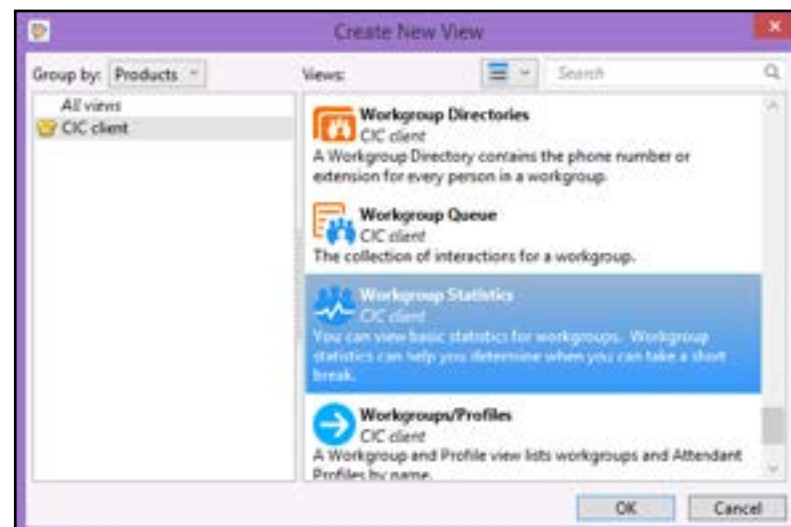 Create New View
Group by: Products
Views:
Search
All views
CIC client
Workgroup Directories
CIC client
A Workgroup Directory contains the phone number or
extension for every person in a workgroup.
Workgroup Queue
CIC client
The collection of interactions for a workgroup.
Workgroup Statistics
CIC client
You can view basic statistics for workgroups. Workgroup
statistics can help you determine when you can take a short
break.
Workgroups/Profiles
CIC client
A Workgroup and Profile view lists workgroups and Attendant
Profiles by name.
OK
Cancel